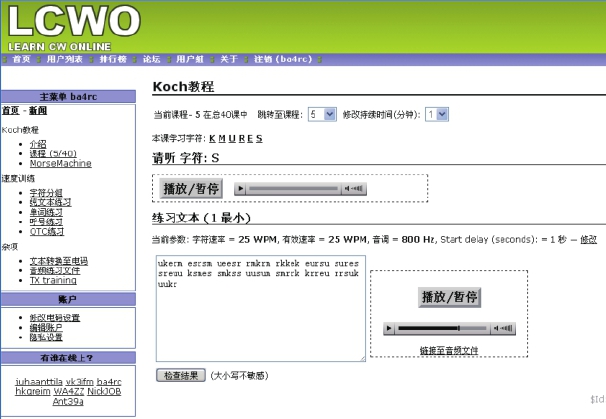 LCWO
LEARN CW ONLINE
首页 用户列表 排行榜 论坛 用户组 关于 注销 (ba4rc)
主菜单 ba4rc
首页 - 新闻
Koch教程
介绍
课程 (5/40)
MorseMachine
速度训练
字符分组
纯文本练习
单词练习
呼号练习
QTC练习
杂项
文本转换至电码
音频练习文件
TX training
账户
修改电码设置
编辑账户
隐私设置
有谁在线上？
juhaanttila vk3ifm ba4rc
hkgreim WA4ZZ NickJOB
Ant39a
Koch教程
当前课程- 5 在总40课中 跳转至课程: 5 修改持续时间(分钟): 1
本课学习字符: K M U R E S
请听 字符: S
播放/暂停
练习文本 (1 最小)
当前参数: 字符速率 = 25 WPM, 有效速率 = 25 WPM, 音调 = 800 Hz, Start delay (seconds): = 1 秒 — 修改
ukerm esrsm ueesr rmkrm rkkek eursu sures
sreuu ksmes smkss uusum smrck krreu rrsuk
uukr
播放/暂停
链接至音频文件
检查结果 (大小写不敏感)
$Id